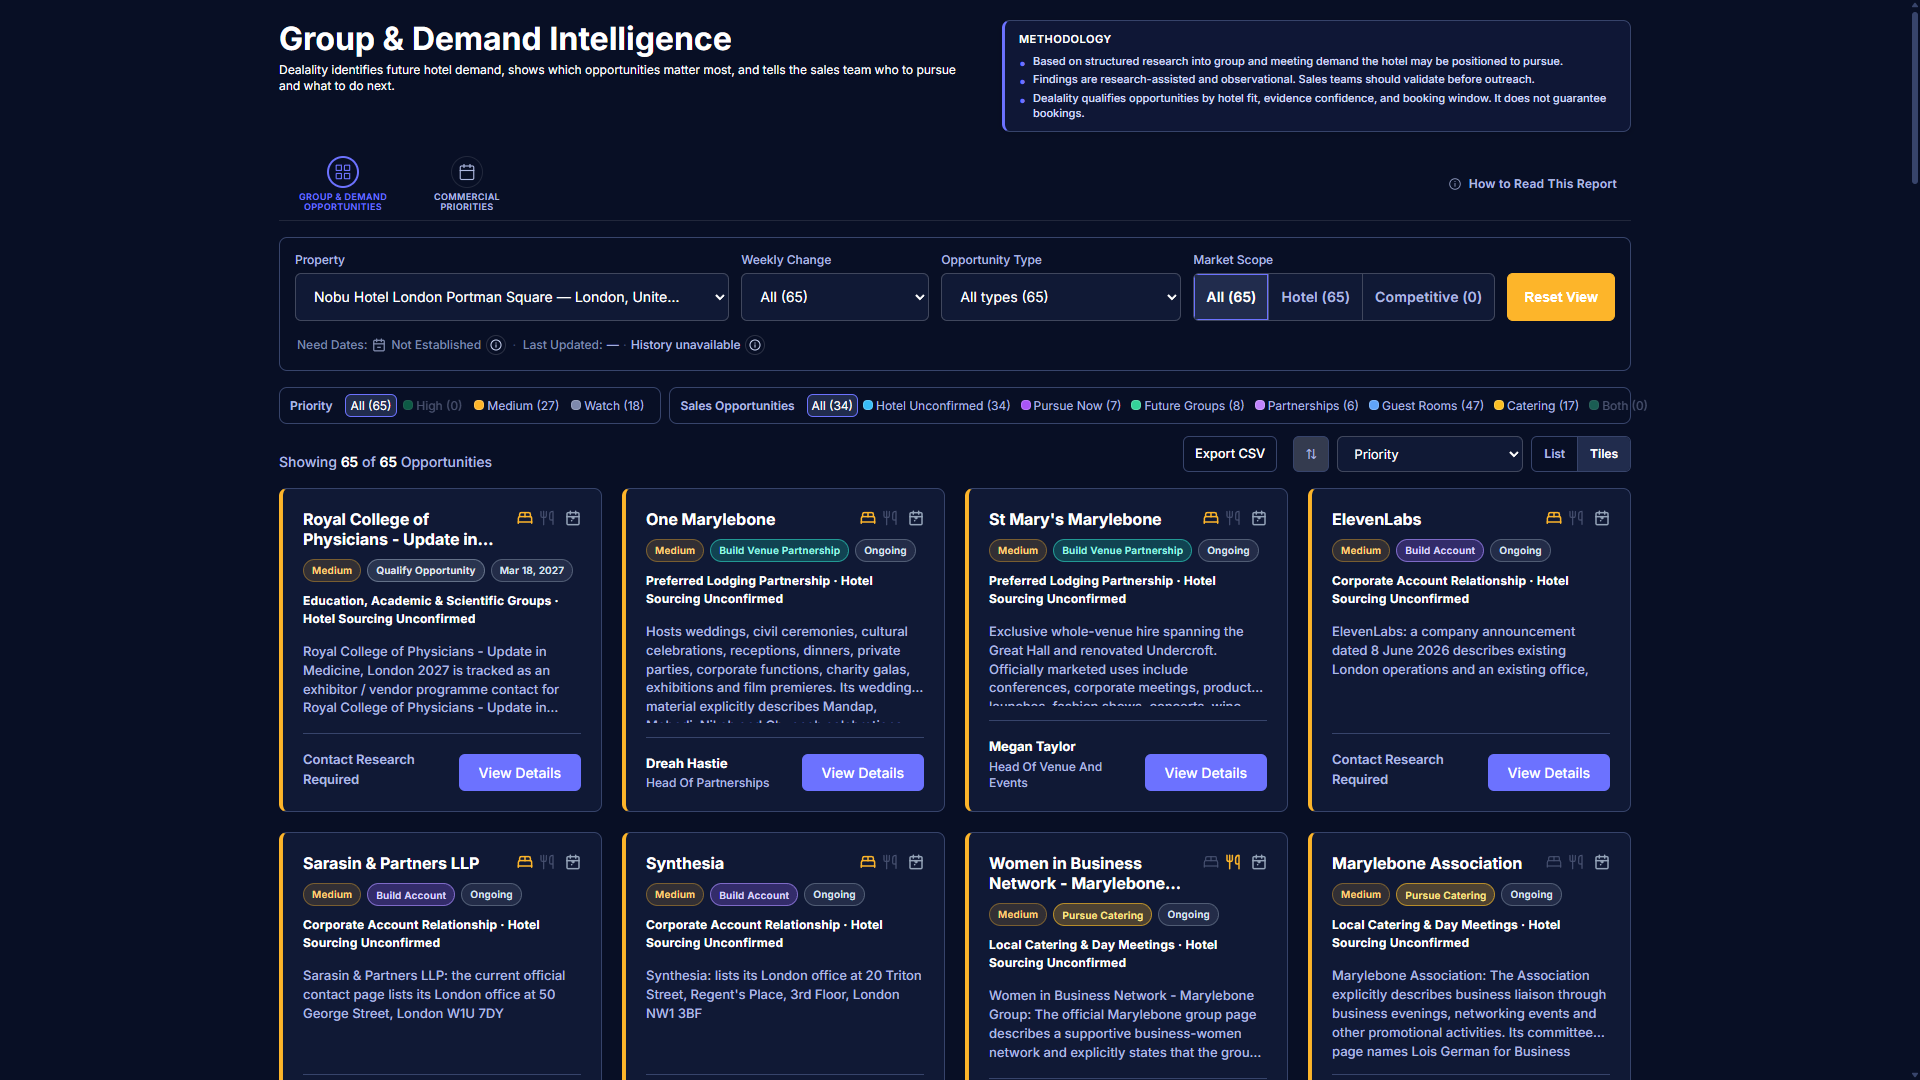 Group & Demand Intelligence
Dealality identifies future hotel demand, shows which opportunities matter most, and tells the sales team who to pursue
and what to do next.
METHODOLOGY
Based on structured research into group and meeting demand the hotel may be positioned to pursue.
Findings are research-assisted and observational. Sales teams should validate before outreach.
Dealality qualifies opportunities by hotel fit, evidence confidence, and booking window. It does not guarantee
bookings.
GROUP & DEMAND
OPPORTUNITIES
COMMERCIAL
PRIORITIES
How to Read This Report
Property
Weekly Change
Opportunity Type
Market Scope
Nobu Hotel London Portman Square — London, Unite...
All (65)
All types (65)
All (65)
Hotel (65)
Competitive (0)
Reset View
Need Dates: Not Established · Last Updated: — · History unavailable
Priority All (65) High (0) Medium (27) Watch (18)
Sales Opportunities All (34) Hotel Unconfirmed (34) Pursue Now (7) Future Groups (8) Partnerships (6) Guest Rooms (47) Catering (17) Both (0)
Showing 65 of 65 Opportunities
Export CSV
Priority
List
Tiles
Royal College of
Physicians - Update in...
Medium
Qualify Opportunity
Mar 18, 2027
Education, Academic & Scientific Groups ·
Hotel Sourcing Unconfirmed
Royal College of Physicians - Update in
Medicine, London 2027 is tracked as an
exhibitor / vendor programme contact for
Royal College of Physicians - Update in...
Contact Research
Required
View Details
One Marylebone
Medium
Build Venue Partnership
Ongoing
Preferred Lodging Partnership · Hotel
Sourcing Unconfirmed
Hosts weddings, civil ceremonies, cultural
celebrations, receptions, dinners, private
parties, corporate functions, charity galas,
exhibitions and film premieres. Its wedding...
material explicitly describes Mandap,
Dreah Hastie
Head Of Partnerships
View Details
St Mary's Marylebone
Medium
Build Venue Partnership
Ongoing
Preferred Lodging Partnership · Hotel
Sourcing Unconfirmed
Exclusive whole-venue hire spanning the
Great Hall and renovated Undercroft.
Officially marketed uses include
conferences, corporate meetings, product...
launches, fashion shows, concerts, wine
Megan Taylor
Head Of Venue And
Events
View Details
ElevenLabs
Medium
Build Account
Ongoing
Corporate Account Relationship · Hotel
Sourcing Unconfirmed
ElevenLabs: a company announcement
dated 8 June 2026 describes existing
London operations and an existing office,
Contact Research
Required
View Details
Sarasin & Partners LLP
Medium
Build Account
Ongoing
Corporate Account Relationship · Hotel
Sourcing Unconfirmed
Sarasin & Partners LLP: the current official
contact page lists its London office at 50
George Street, London W1U 7DY
Synthesia
Medium
Build Account
Ongoing
Corporate Account Relationship · Hotel
Sourcing Unconfirmed
Synthesia: lists its London office at 20 Triton
Street, Regent's Place, 3rd Floor, London
NW1 3BF
Women in Business
Network - Marylebone...
Medium
Pursue Catering
Ongoing
Local Catering & Day Meetings · Hotel
Sourcing Unconfirmed
Women in Business Network - Marylebone
Group: The official Marylebone group page
describes a supportive business-women
network and explicitly states that the grou...
Marylebone Association
Medium
Pursue Catering
Ongoing
Local Catering & Day Meetings · Hotel
Sourcing Unconfirmed
Marylebone Association: The Association
explicitly describes business liaison through
business evenings, networking events and
other promotional activities. Its committee...
page names Lois German for Business